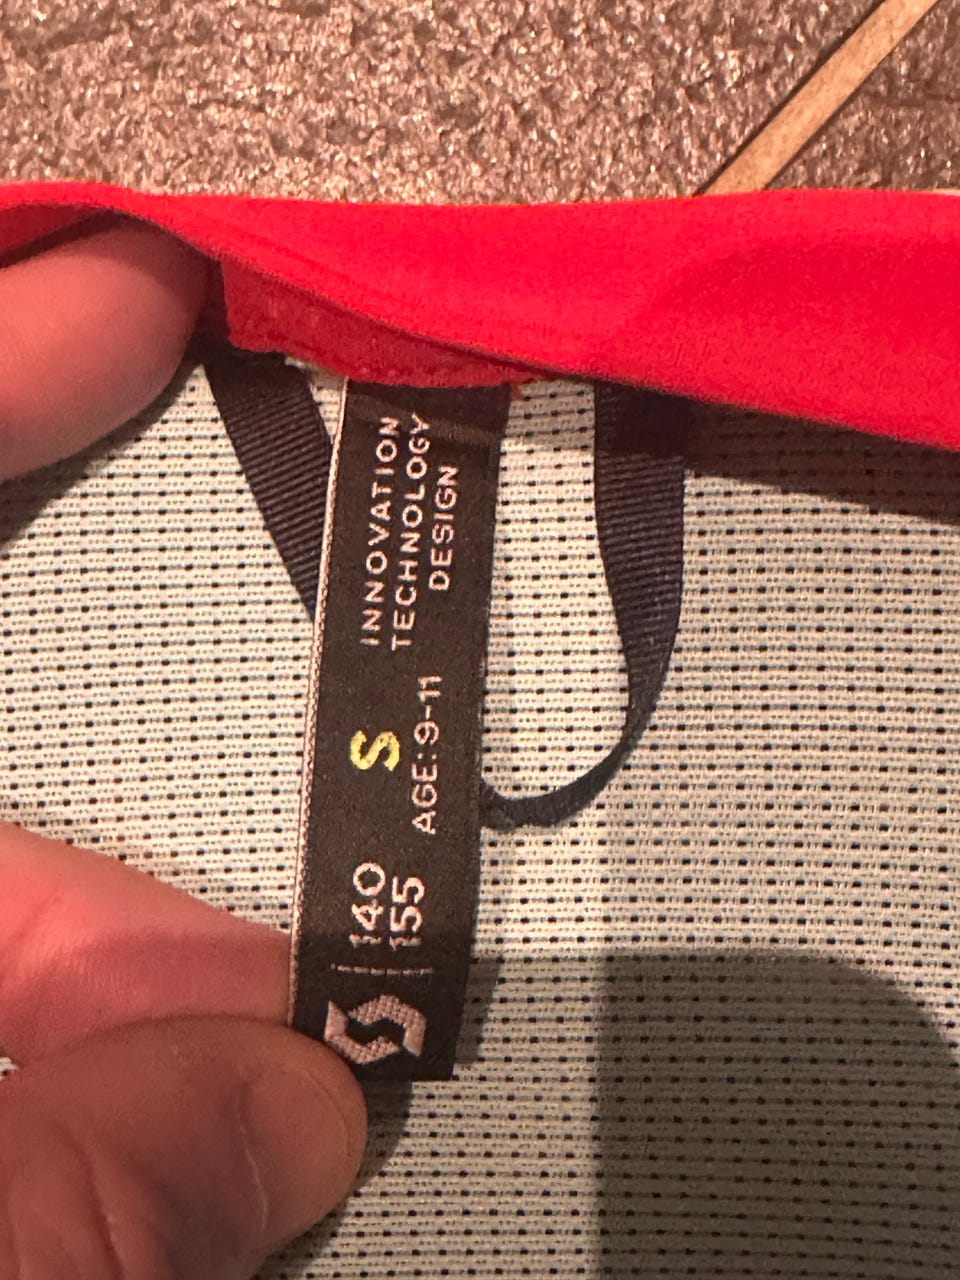 140
155
S
AGE: 9-11
INNOVATION
TECHNOLOGY
DESIGN